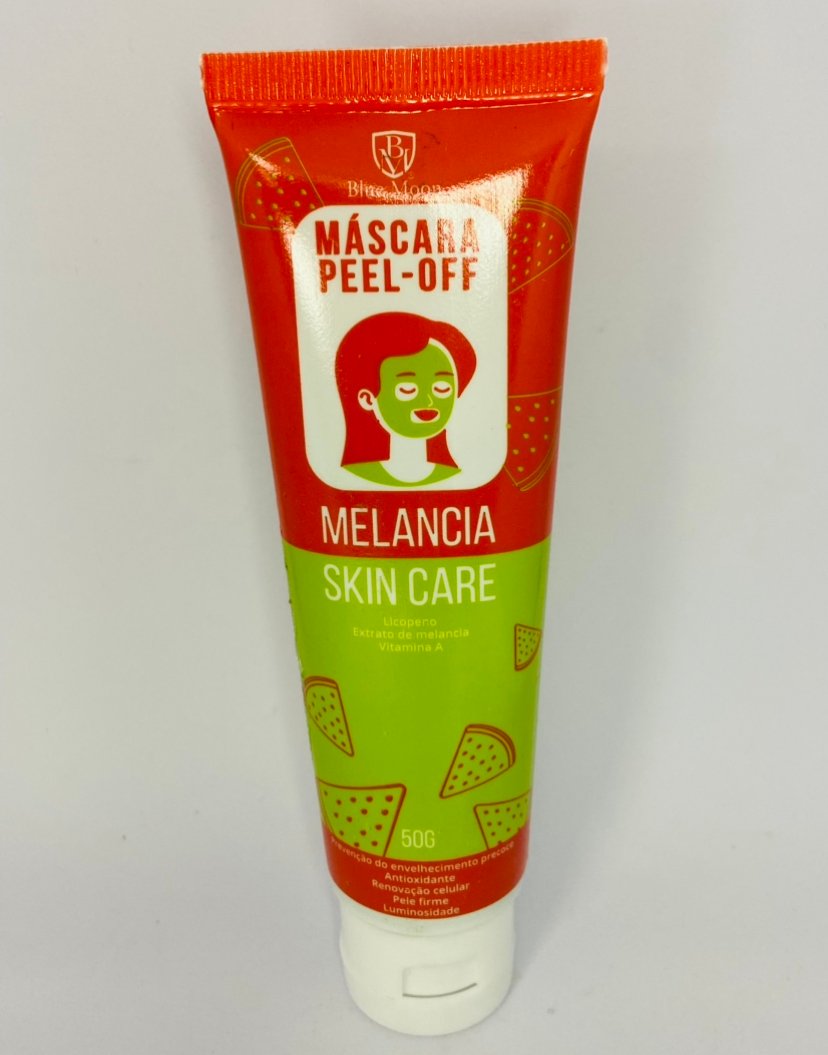 BM
Blue Moon
MÁSCARA
PEEL-OFF
MELANCIA
SKIN CARE
Licopeno
Extrato de melancia
Vitamina A
50G
Prevenção do envelhecimento precoce
Antioxidante
Renovação celular
Pele firme
Luminosidade